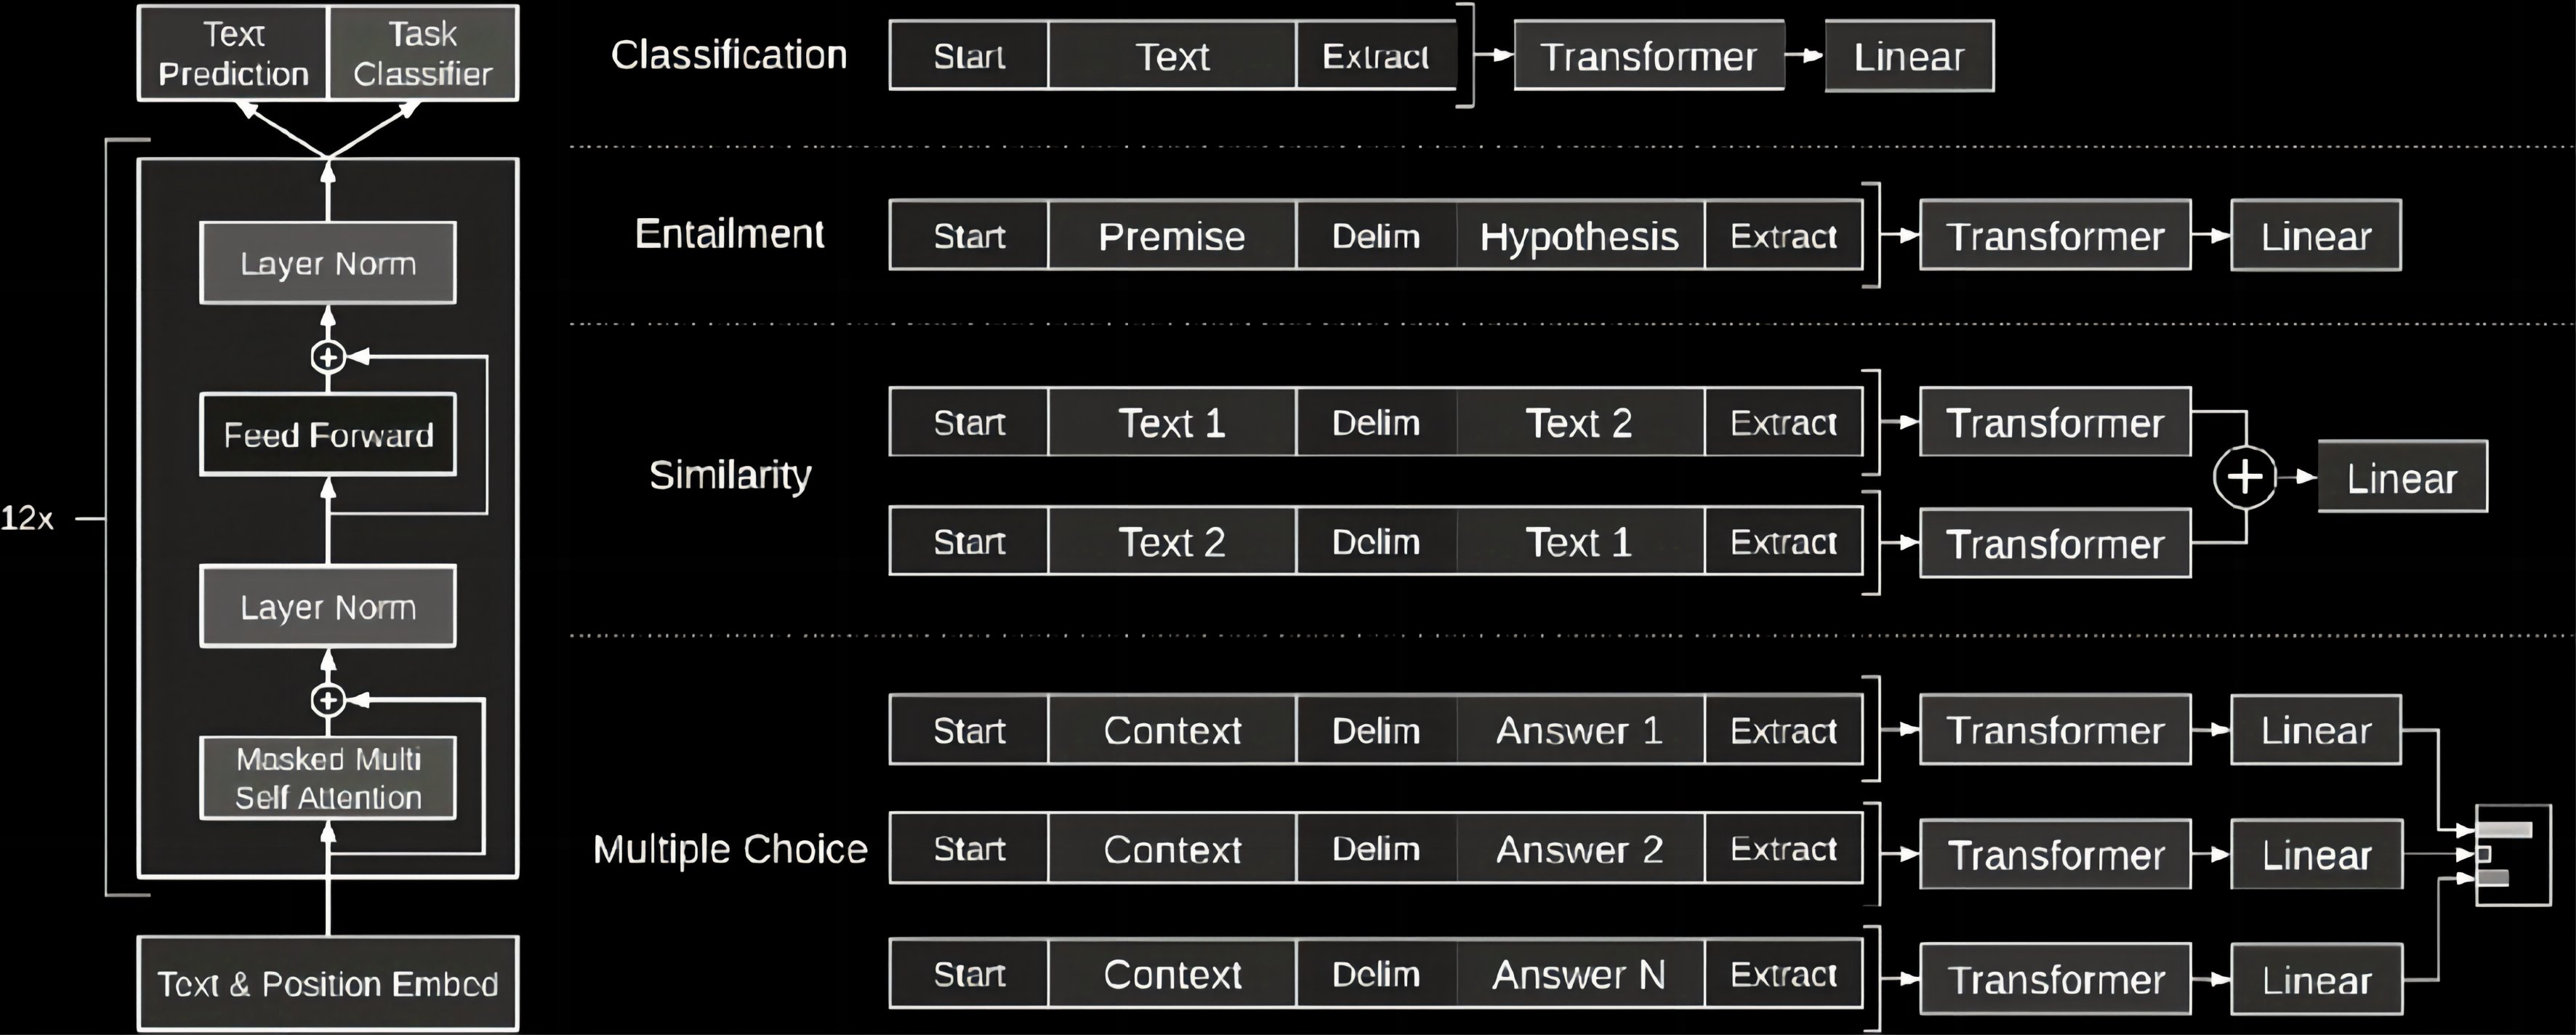 Text
Prediction
Task
Classifier
Layer Norm
Feed Forward
Layer Norm
Masked Multi
Self Attention
12x
Text & Position Embed
Classification
Start Text Extract Transformer Linear
Entailment
Start Premise Delim Hypothesis Extract Transformer Linear
Similarity
Start Text 1 Delim Text 2 Extract Transformer
Start Text 2 Delim Text 1 Extract Transformer
Linear
Multiple Choice
Start Context Delim Answer 1 Extract Transformer Linear
Start Context Delim Answer 2 Extract Transformer Linear
Start Context Delim Answer N Extract Transformer Linear